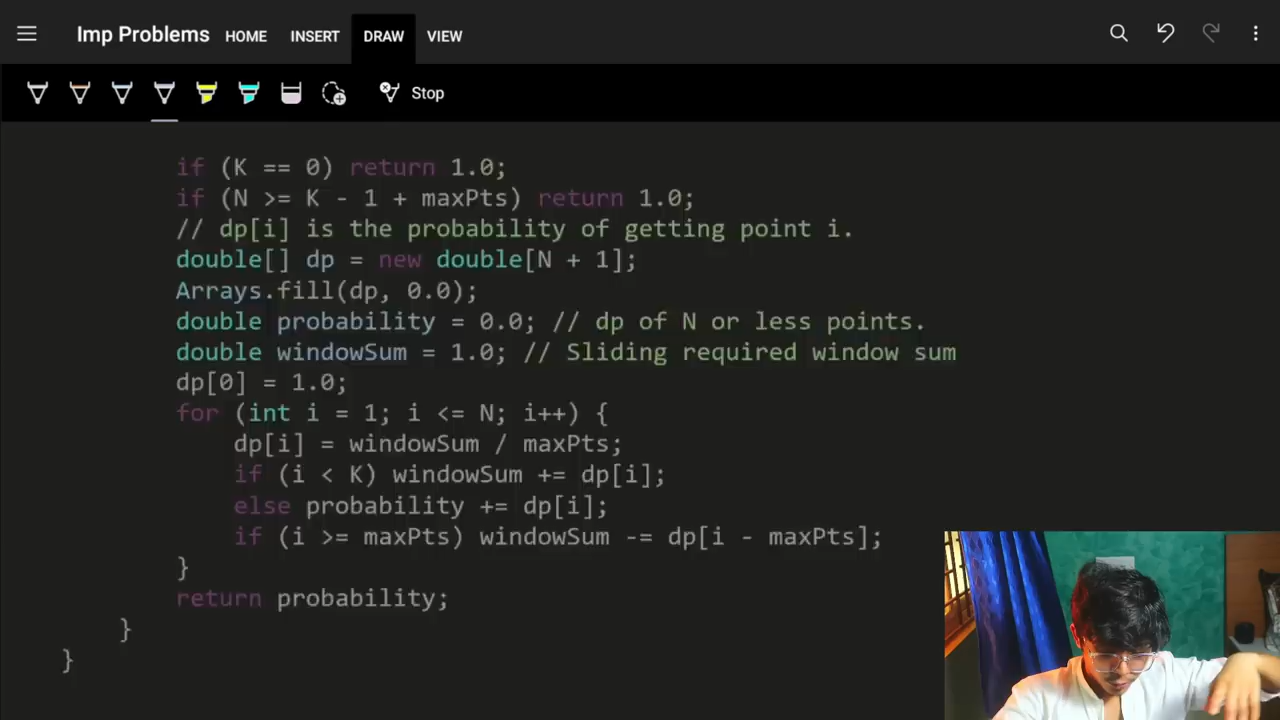 Imp Problems HOME INSERT DRAW VIEW
Stop
if (K == 0) return 1.0;
if (N >= K - 1 + maxPts) return 1.0;
// dp[i] is the probability of getting point i.
double[] dp = new double[N + 1];
Arrays.fill(dp, 0.0);
double probability = 0.0; // dp of N or less points.
double windowSum = 1.0; // Sliding required window sum
dp[0] = 1.0;
for (int i = 1; i <= N; i++) {
dp[i] = windowSum / maxPts;
if (i < K) windowSum += dp[i];
else probability += dp[i];
if (i >= maxPts) windowSum -= dp[i - maxPts];
}
return probability;
}
}